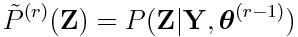 P̃^{(r)}(𝐙) = P(𝐙|𝐘, 𝜽^{(r−1)})